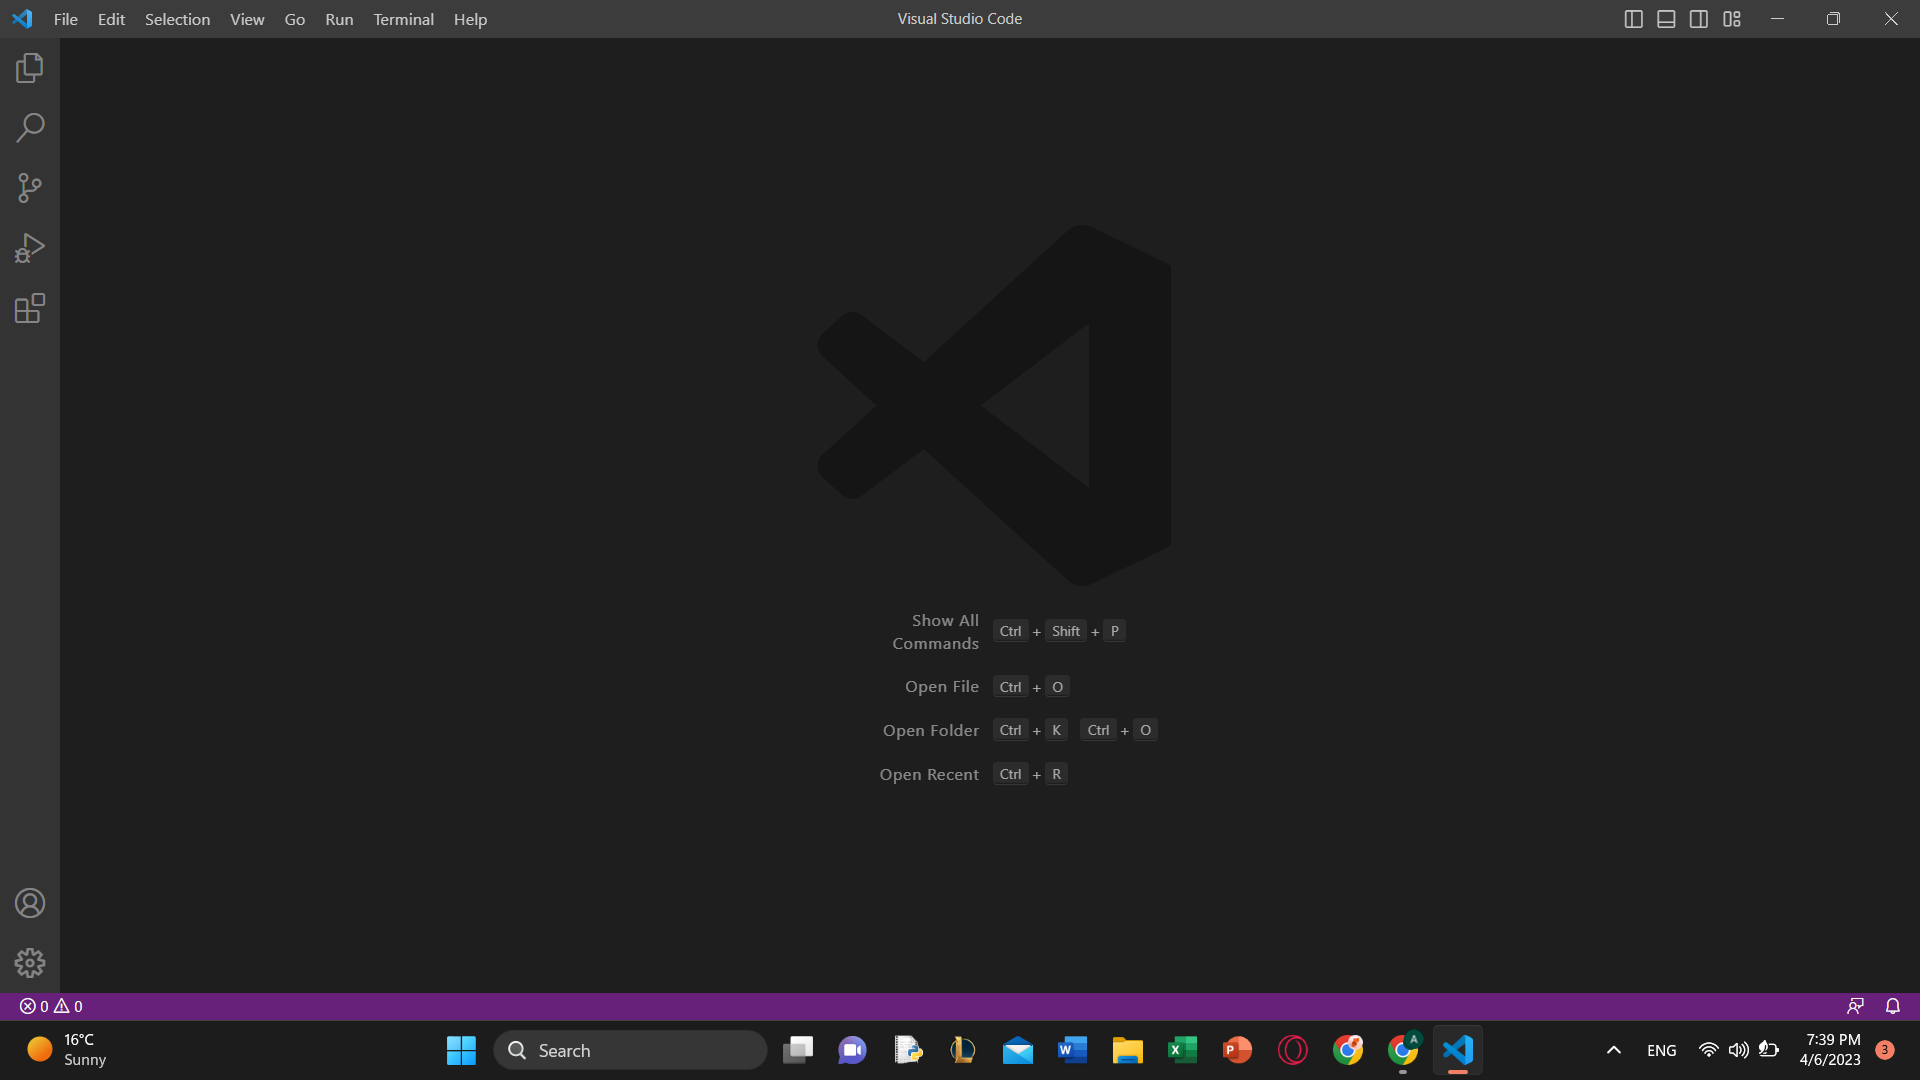 File Edit Selection View Go Run Terminal Help
Visual Studio Code
Show All
Commands
Ctrl + Shift + P
Open File Ctrl + O
Open Folder Ctrl + K Ctrl + O
Open Recent Ctrl + R
0 0
16°C
Sunny
Search
W
X
P
A
ENG
7:39 PM
4/6/2023
3